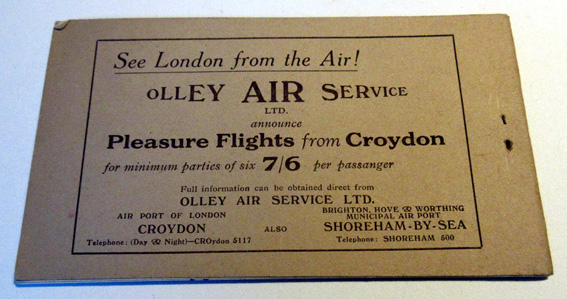 See London from the Air!
OLLEY AIR SERVICE
LTD.
announce
Pleasure Flights from Croydon
for minimum parties of six 7/6 per passanger
Full information can be obtained direct from
OLLEY AIR SERVICE LTD.
AIR PORT OF LONDON
CROYDON
Telephone: (Day & Night)—CROydon 5117
ALSO
BRIGHTON, HOVE & WORTHING
MUNICIPAL AIR PORT
SHOREHAM-BY-SEA
Telephone: SHOREHAM 500